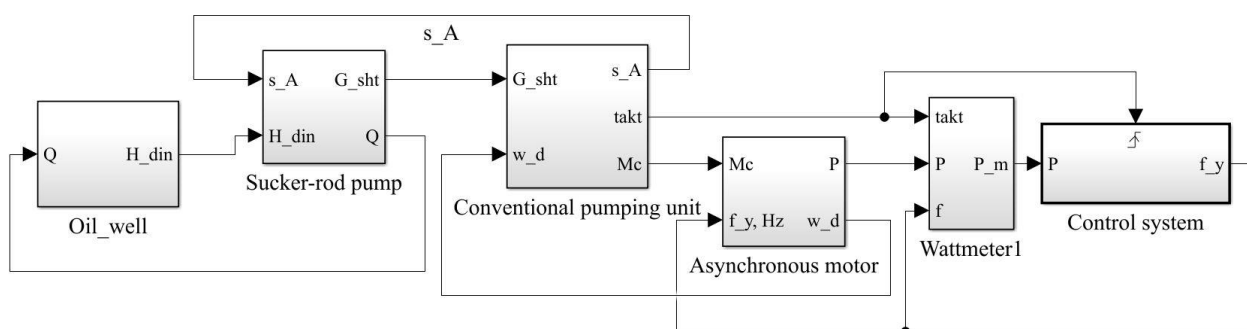 s_A
s_A
G_sht
H_din
Q
Sucker-rod pump
Q
H_din
Oil_well
G_sht
s_A
takt
w_d
Mc
Conventional pumping unit
Mc
P
f_y, Hz
w_d
Asynchronous motor
takt
P
P_m
f
Wattmeter1
P
f_y
Control system